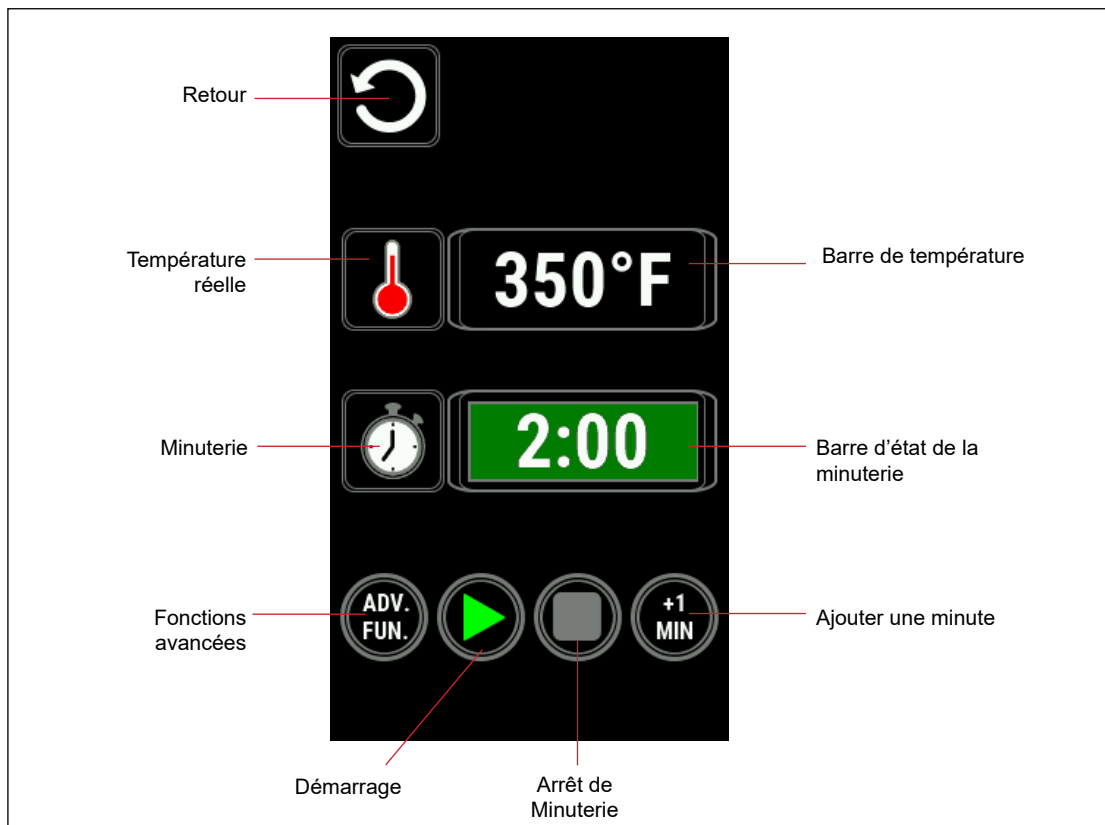 Retour
Température
réelle
350°F
Barre de température
Minuterie
2:00
Barre d’état de la
minuterie
Fonctions
avancées
ADV.
FUN.
+1
MIN
Ajouter une minute
Démarrage
Arrêt de
Minuterie